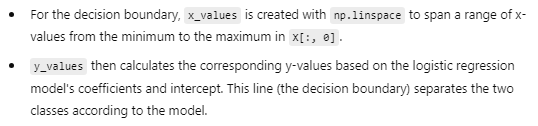 • For the decision boundary, x_values is created with np.linspace to span a range of x-
values from the minimum to the maximum in X[:, 0] .
• y_values then calculates the corresponding y-values based on the logistic regression
model's coefficients and intercept. This line (the decision boundary) separates the two
classes according to the model.